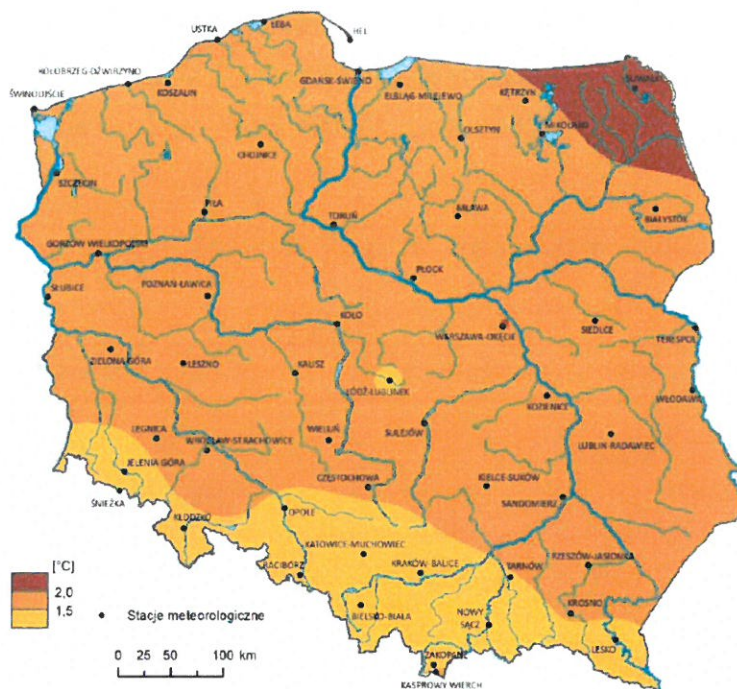 ŁEBA
USTKA
HEL
KOŁOBRZEG-DŹWIRZYNO
KOSZALIN
GDAŃSK-ŚWIBNO
ELBLĄG-MILEJEWO
KĘTRZYN
SUWAŁKI
ŚWINOUJŚCIE
MIKOŁAJKI
OLSZTYN
CHOJNICE
SZCZECIN
PIŁA
TORUŃ
MŁAWA
BIAŁYSTOK
GORZÓW WIELKOPOLSKI
PŁOCK
SŁUBICE
POZNAŃ-ŁAWICA
KOŁO
WARSZAWA-OKĘCIE
SIEDLCE
TERESPOL
ZIELONA GÓRA
LESZNO
KALISZ
ŁÓDŹ-LUBLINEK
KOZIENICE
WŁODAWA
LEGNICA
WROCŁAW-STRACHOWICE
WIELUŃ
SULEJÓW
LUBLIN-RADAWIEC
JELENIA GÓRA
ŚNIEŻKA
CZĘSTOCHOWA
KIELCE-SUKÓW
SANDOMIERZ
KŁODZKO
OPOLE
KATOWICE-MUCHOWIEC
RACIBÓRZ
KRAKÓW-BALICE
TARNÓW
RZESZÓW-JASIONKA
BIELSKO-BIAŁA
NOWY
SĄCZ
KROSNO
LESKO
ZAKOPANE
KASPROWY WIERCH
[°C]
2.0
1.5
Stacje meteorologiczne
0 25 50 100 km